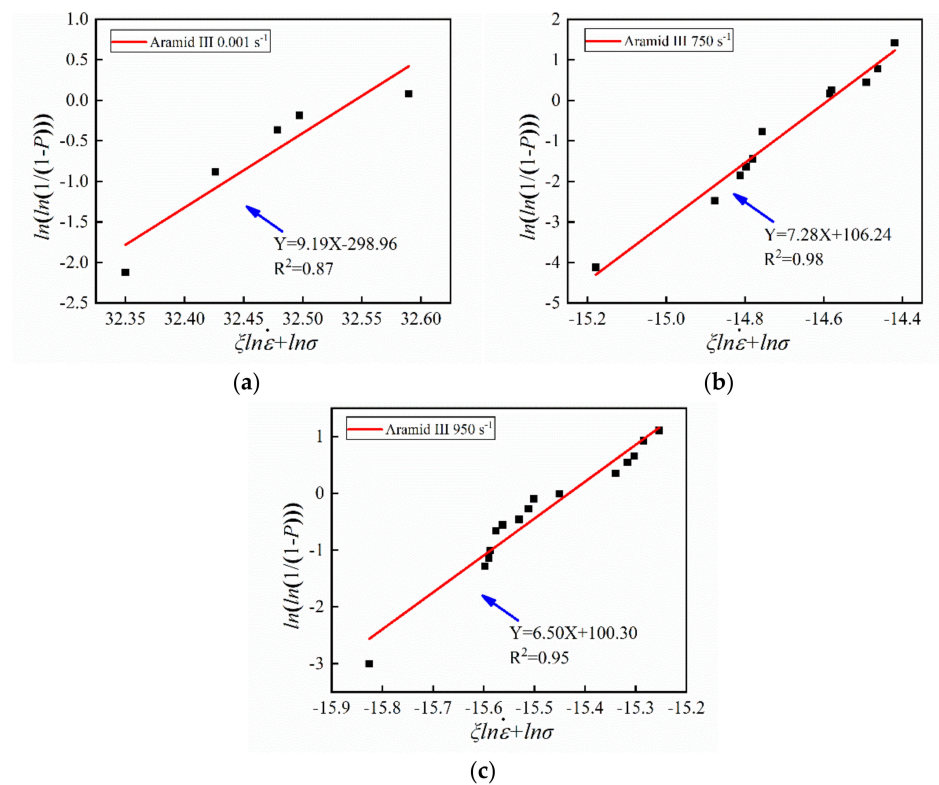 Aramid III 0.001 s⁻¹
1.0
0.5
0.0
-0.5
-1.0
-1.5
-2.0
-2.5
ln(ln(1/(1-P)))
Y=9.19X-298.96
R²=0.87
32.35 32.40 32.45 32.50 32.55 32.60
ξlnε̇+lnσ
(a)
Aramid III 750 s⁻¹
2
1
0
-1
-2
-3
-4
-5
ln(ln(1/(1-P)))
Y=7.28X+106.24
R²=0.98
-15.2 -15.0 -14.8 -14.6 -14.4
ξlnε̇+lnσ
(b)
Aramid III 950 s⁻¹
1
0
-1
-2
-3
ln(ln(1/(1-P)))
Y=6.50X+100.30
R²=0.95
-15.9 -15.8 -15.7 -15.6 -15.5 -15.4 -15.3 -15.2
ξlnε̇+lnσ
(c)